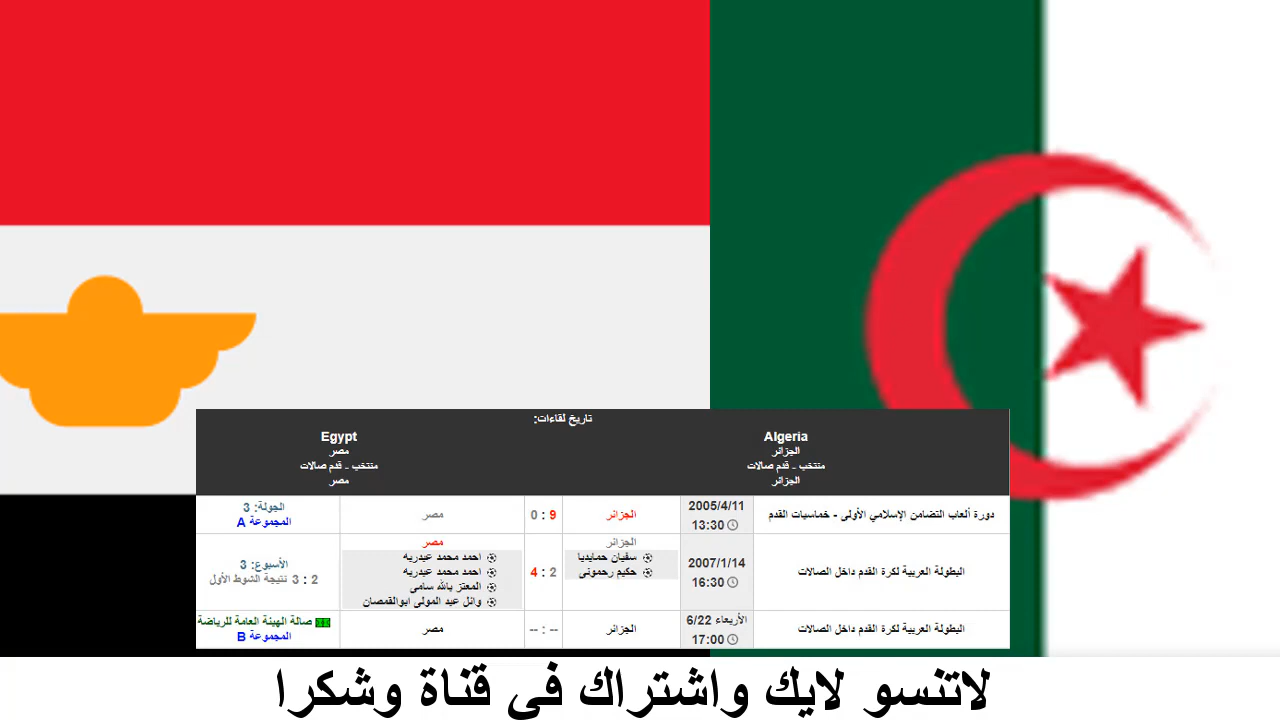 تاريخ لقاءات:
Algeria Egypt
الجزائر مصر
منتخب - قدم صالات منتخب - قدم صالات
الجزائر مصر
دورة ألعاب التضامن الإسلامي الأولى - خماسيات القدم 2005/4/11 13:30 الجزائر 9 : 0 مصر الجولة: 3
المجموعة A
البطولة العربية لكرة القدم داخل الصالات 2007/1/14 16:30 الجزائر 2 : 4 مصر الأسبوع: 3
سفيان حمايديا احمد محمد عبدربه 2 : 3 نتيجة الشوط الأول
حكيم رحمونى احمد محمد عبدربه
المعتز بالله سامى
وائل عبد المولى ابوالقمصان
البطولة العربية لكرة القدم داخل الصالات الأربعاء 6/22 17:00 الجزائر -- : -- مصر صالة الهيئة العامة للرياضة
المجموعة B
لاتنسو لايك واشتراك في قناة وشكرا